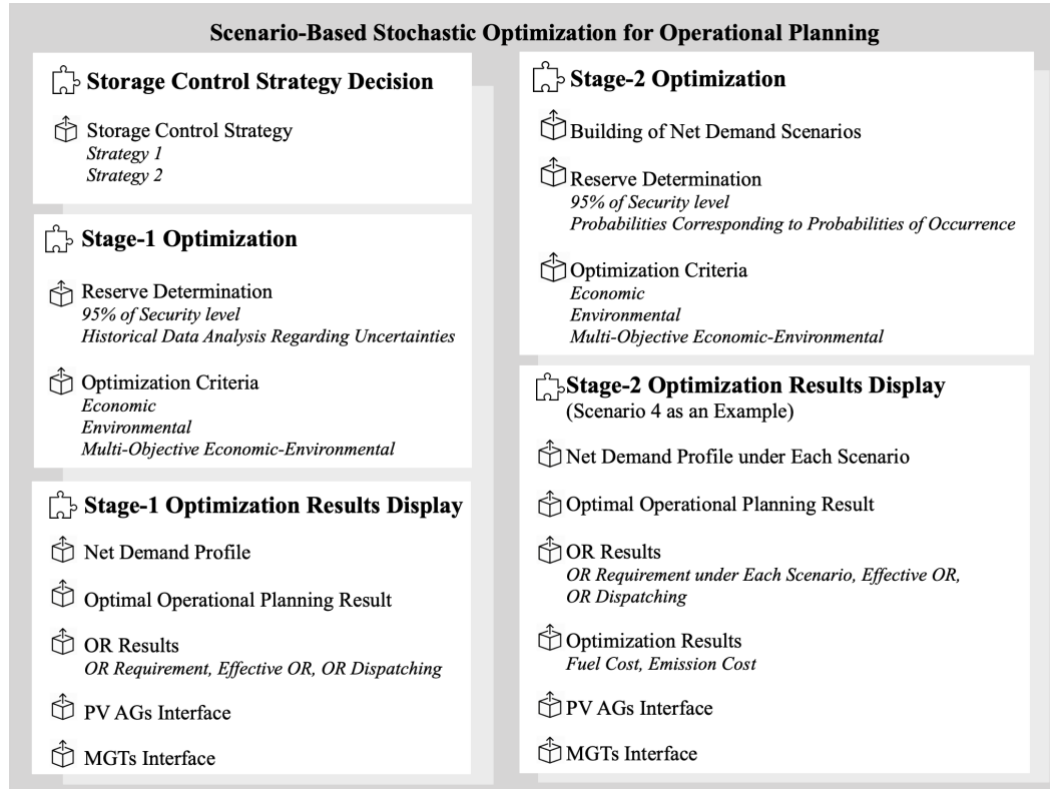 Scenario-Based Stochastic Optimization for Operational Planning
Storage Control Strategy Decision
Storage Control Strategy
Strategy 1
Strategy 2
Stage-1 Optimization
Reserve Determination
95% of Security level
Historical Data Analysis Regarding Uncertainties
Optimization Criteria
Economic
Environmental
Multi-Objective Economic-Environmental
Stage-1 Optimization Results Display
Net Demand Profile
Optimal Operational Planning Result
OR Results
OR Requirement, Effective OR, OR Dispatching
PV AGs Interface
MGTs Interface
Stage-2 Optimization
Building of Net Demand Scenarios
Reserve Determination
95% of Security level
Probabilities Corresponding to Probabilities of Occurrence
Optimization Criteria
Economic
Environmental
Multi-Objective Economic-Environmental
Stage-2 Optimization Results Display
(Scenario 4 as an Example)
Net Demand Profile under Each Scenario
Optimal Operational Planning Result
OR Results
OR Requirement under Each Scenario, Effective OR,
OR Dispatching
Optimization Results
Fuel Cost, Emission Cost
PV AGs Interface
MGTs Interface